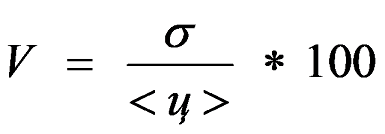 V = σ / <ц> * 100